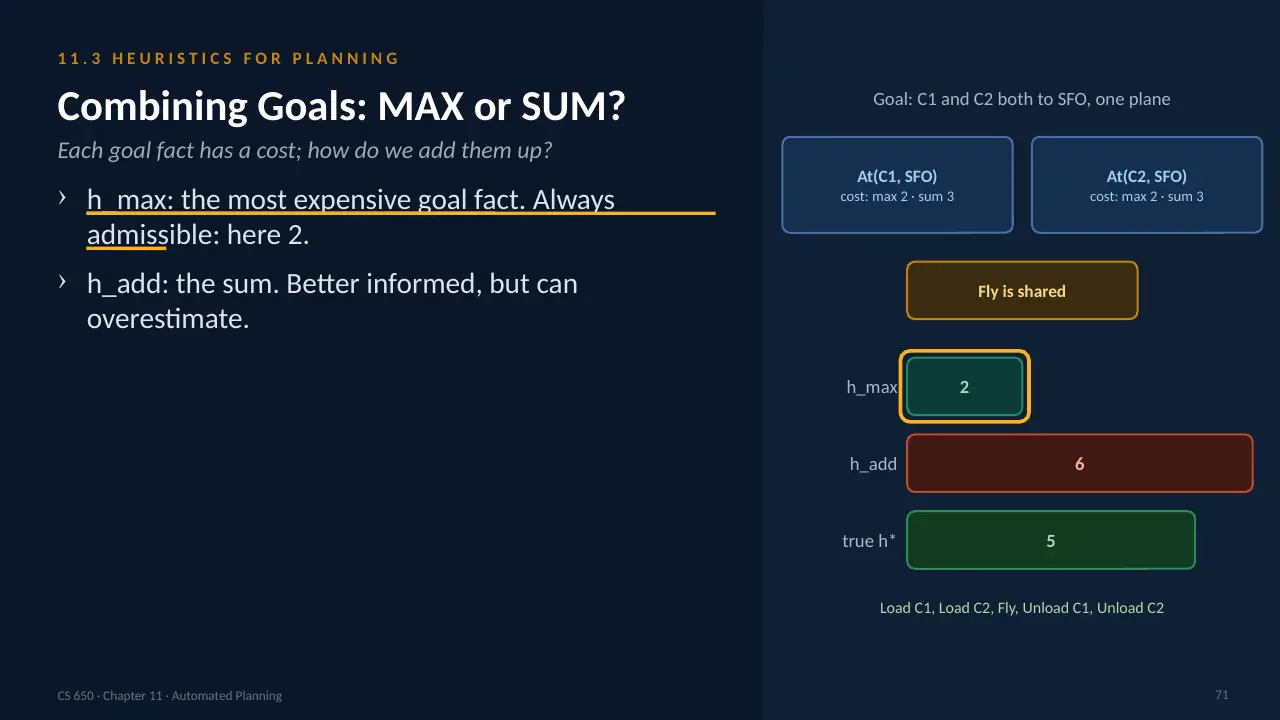 11.3 HEURISTICS FOR PLANNING
Combining Goals: MAX or SUM?
Each goal fact has a cost; how do we add them up?
› h_max: the most expensive goal fact. Always
admissible: here 2.
› h_add: the sum. Better informed, but can
overestimate.
Goal: C1 and C2 both to SFO, one plane
At(C1, SFO)
cost: max 2 · sum 3
At(C2, SFO)
cost: max 2 · sum 3
Fly is shared
h_max 2
h_add 6
true h* 5
Load C1, Load C2, Fly, Unload C1, Unload C2
CS 650 · Chapter 11 · Automated Planning
71